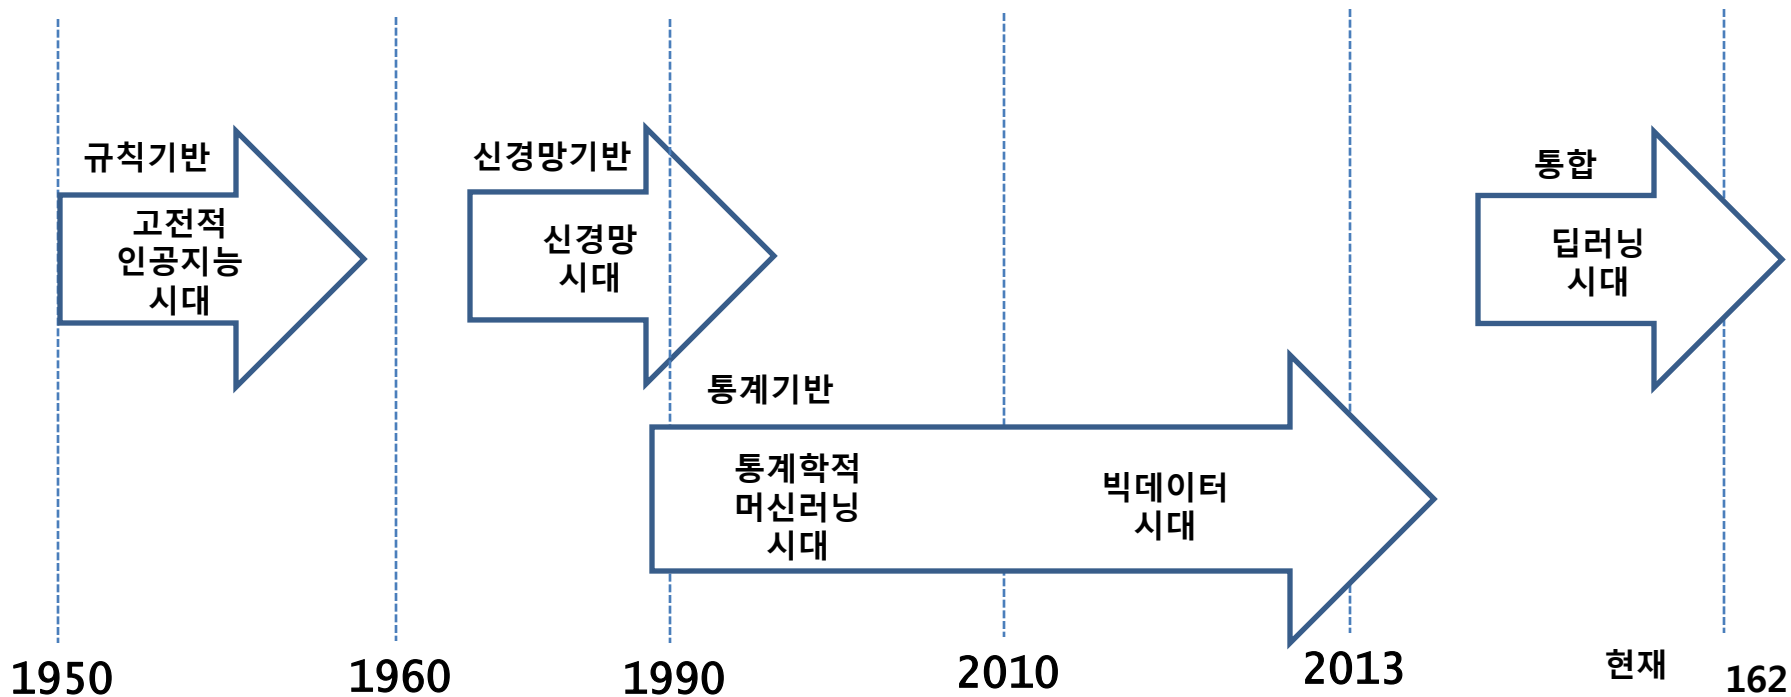 규칙기반
고전적
인공지능
시대
신경망기반
신경망
시대
통계기반
통계학적
머신러닝
시대
빅데이터
시대
통합
딥러닝
시대
1950
1960
1990
2010
2013
현재
162